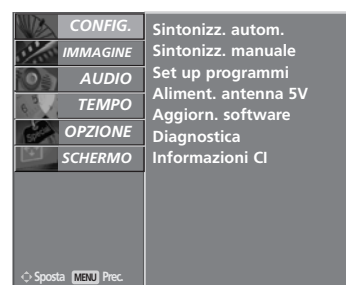 CONFIG.
IMMAGINE
AUDIO
TEMPO
OPZIONE
SCHERMO
Sintonizz. autom.
Sintonizz. manuale
Set up programmi
Aliment. antenna 5V
Aggiorn. software
Diagnostica
Informazioni CI
Sposta MENU Prec.